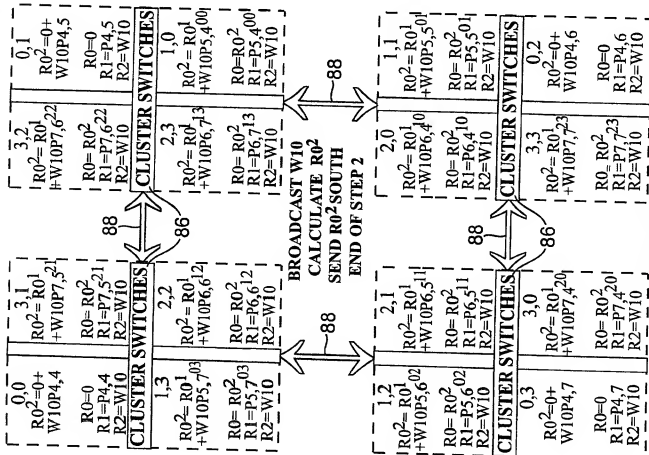 0,0
R0²=0+
W10P4,4
R0=0
R1=P4,4
R2=W10
3,1
R0²= R0¹
+W10P7,5²¹
R0= R0²
R1=P7,5²¹
R2=W10
CLUSTER SWITCHES
1,3
R0²= R0¹
+W10P5,7⁰³
R0= R0²
R1=P5,7⁰³
R2=W10
2,2
R0²= R0¹
+W10P6,6¹²
R0= R0²
R1=P6,6¹²
R2=W10
88
86
3,2
R0²= R0¹
+W10P7,6²²
R0= R0²
R1=P7,6²²
R2=W10
0,1
R0²=0+
W10P4,5
R0=0
R1=P4,5
R2=W10
CLUSTER SWITCHES
2,3
R0²= R0¹
+W10P6,7¹³
R0= R0²
R1=P6,7¹³
R2=W10
1,0
R0²= R0¹
+W10P5,4⁰⁰
R0=R0²
R1=P5,4⁰⁰
R2=W10
88
BROADCAST W10
CALCULATE R0²
SEND R0² SOUTH
END OF STEP 2
88
1,2
R0²= R0¹
+W10P5,6⁰²
R0= R0²
R1=P5,6⁰²
R2=W10
2,1
R0²= R0¹
+W10P6,5¹¹
R0= R0²
R1=P6,5¹¹
R2=W10
CLUSTER SWITCHES
0,3
R0²=0+
W10P4,7
R0=0
R1=P4,7
R2=W10
3,0
R0²= R0¹
+W10P7,4²⁰
R0= R0²
R1=P7,4²⁰
R2=W10
88
86
2,0
R0²= R0¹
+W10P6,4¹⁰
R0= R0²
R1=P6,4¹⁰
R2=W10
1,1
R0²= R0¹
+W10P5,5⁰¹
R0= R0²
R1=P5,5⁰¹
R2=W10
CLUSTER SWITCHES
3,3
R0²= R0¹
+W10P7,7²³
R0= R0²
R1=P7,7²³
R2=W10
0,2
R0²=0+
W10P4,6
R0=0
R1=P4,6
R2=W10